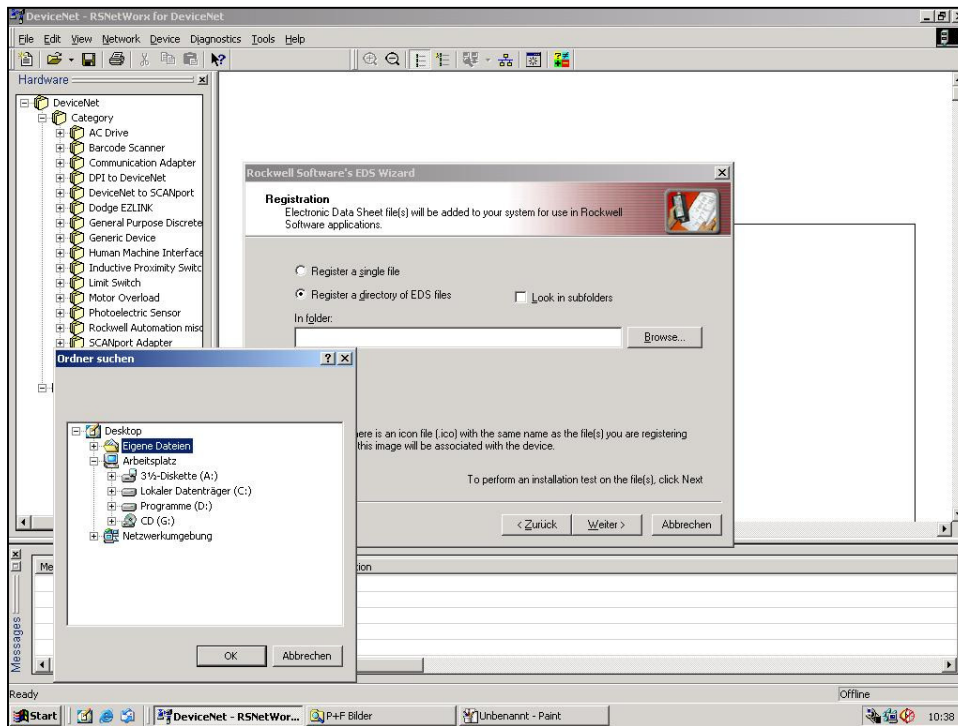 DeviceNet - RSNetWorx for DeviceNet
File Edit View Network Device Diagnostics Tools Help
Hardware
DeviceNet
Category
AC Drive
Barcode Scanner
Communication Adapter
DPI to DeviceNet
DeviceNet to SCANport
Dodge EZLINK
General Purpose Discrete
Generic Device
Human Machine Interface
Inductive Proximity Switc
Limit Switch
Motor Overload
Photoelectric Sensor
Rockwell Automation misc
SCANport Adapter
Rockwell Software's EDS Wizard
Registration
Electronic Data Sheet file(s) will be added to your system for use in Rockwell
Software applications.
Register a single file
Register a directory of EDS files
Look in subfolders
In folder:
Browse...
here is an icon file (.ico) with the same name as the file(s) you are registering
this image will be associated with the device.
To perform an installation test on the file(s), click Next
< Zurück
Weiter >
Abbrechen
Ordner suchen
Desktop
Eigene Dateien
Arbeitsplatz
3½-Diskette (A:)
Lokaler Datenträger (C:)
Programme (D:)
CD (G:)
Netzwerkumgebung
OK
Abbrechen
Messages
Me
tion
Ready
Offline
Start
DeviceNet - RSNetWor...
P+F Bilder
Unbenannt - Paint
10:38